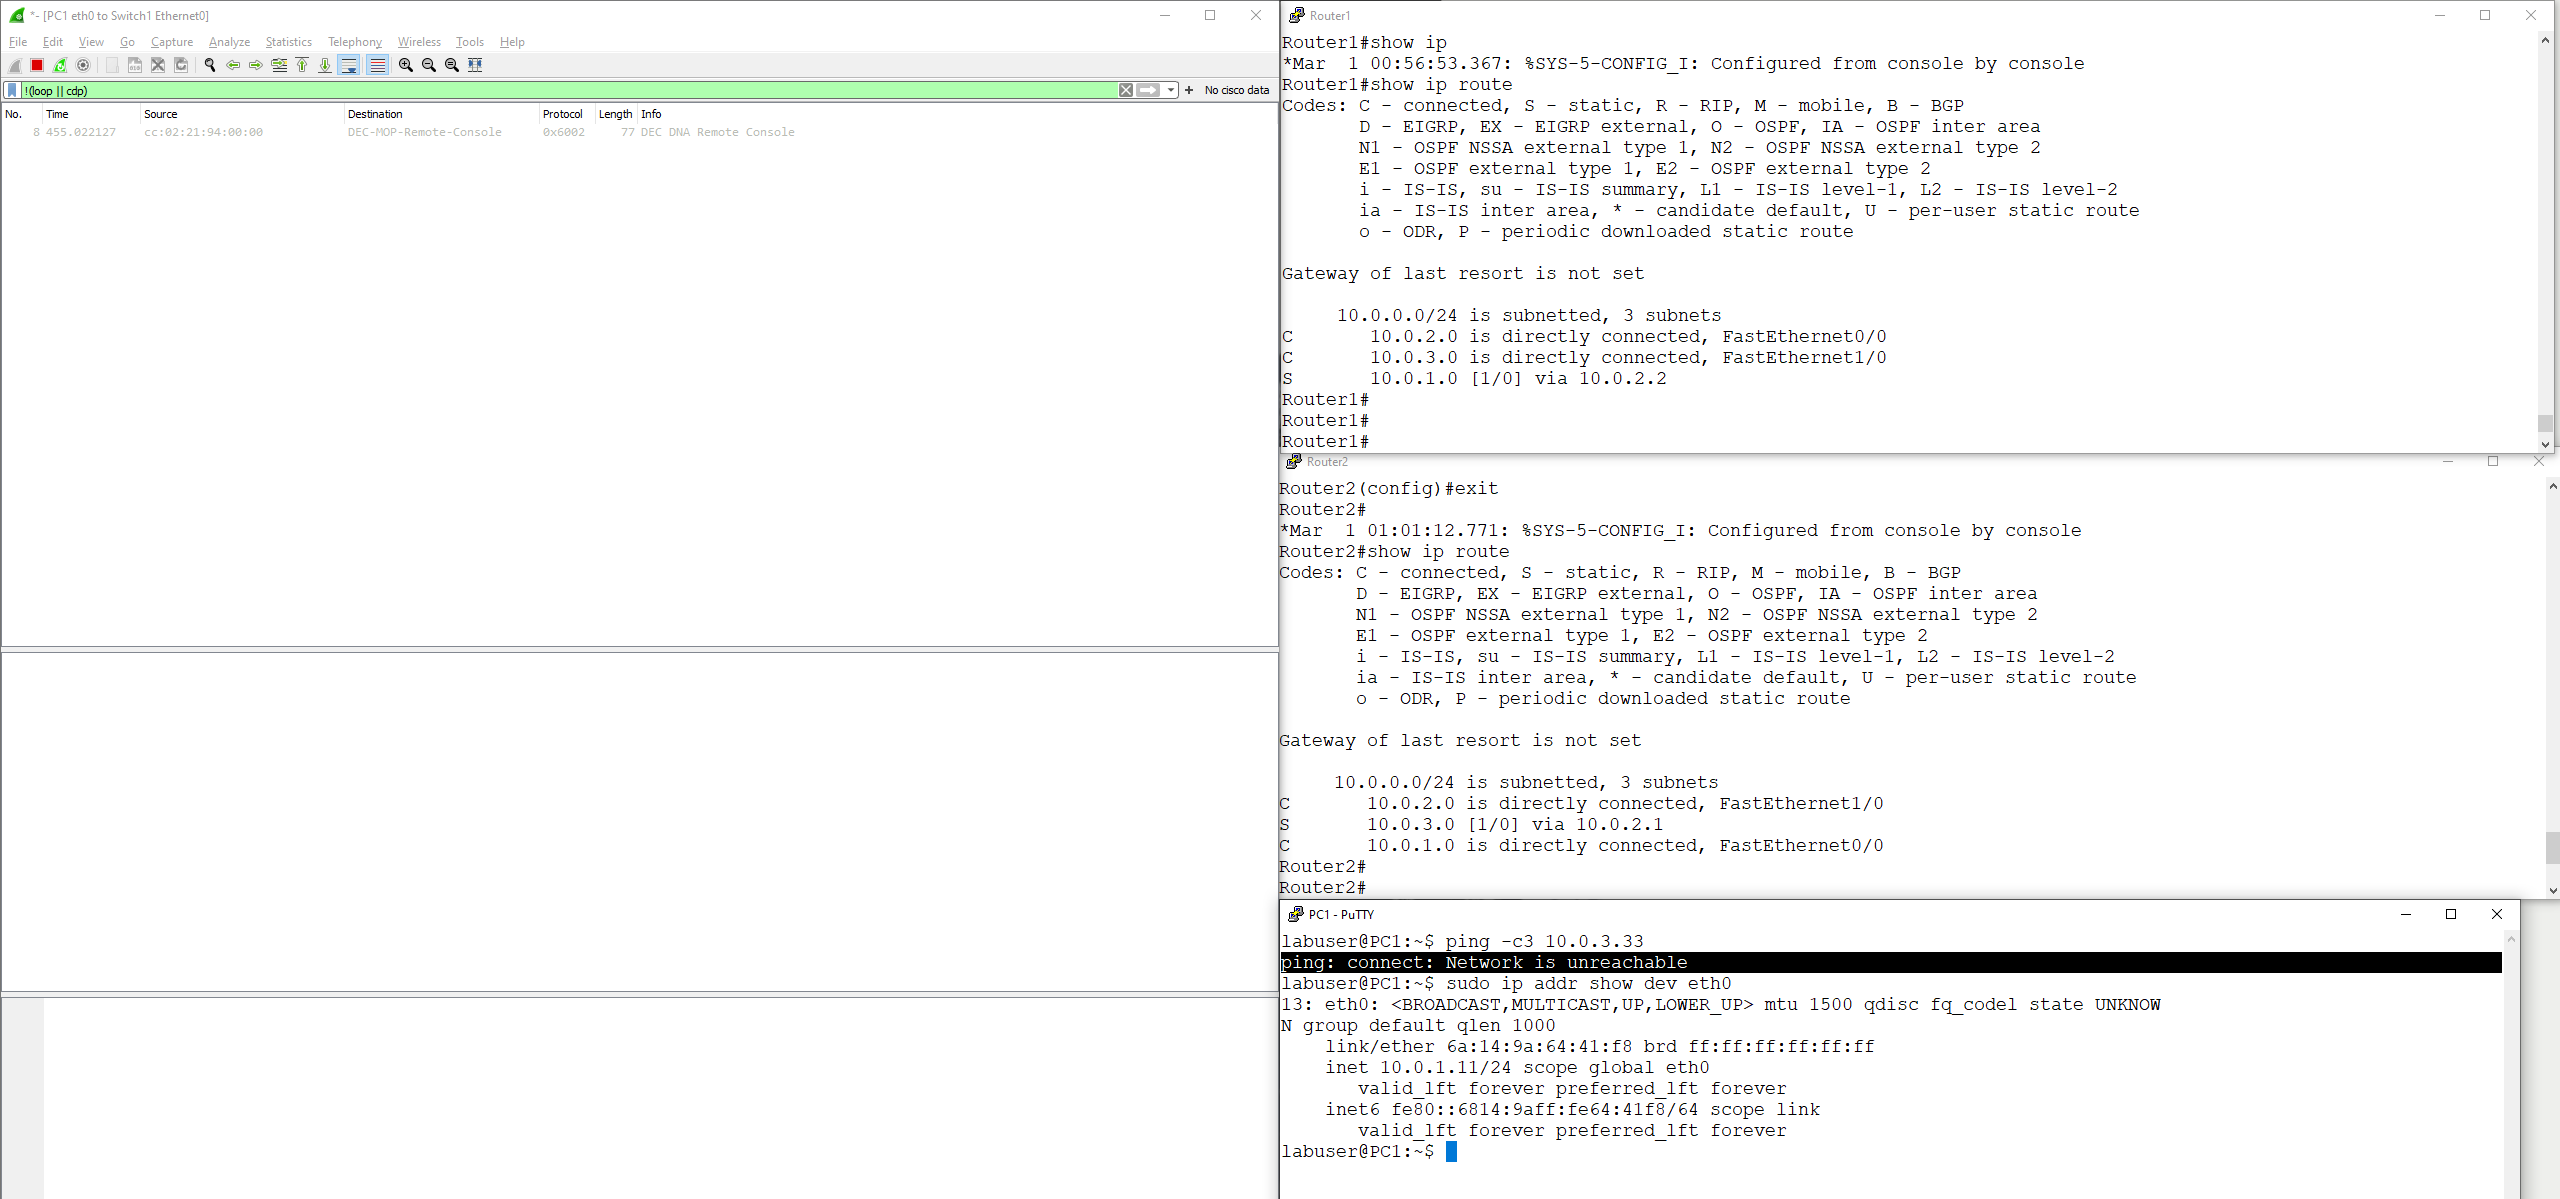 *- [PC1 eth0 to Switch1 Ethernet0]
File Edit View Go Capture Analyze Statistics Telephony Wireless Tools Help
!(loop || cdp)
+ No cisco data
No. Time Source Destination Protocol Length Info
8 455.022127 cc:02:21:94:00:00 DEC-MOP-Remote-Console 0x6002 77 DEC DNA Remote Console
Router1
Router1#show ip
*Mar  1 00:56:53.367: %SYS-5-CONFIG_I: Configured from console by console
Router1#show ip route
Codes: C - connected, S - static, R - RIP, M - mobile, B - BGP
       D - EIGRP, EX - EIGRP external, O - OSPF, IA - OSPF inter area
       N1 - OSPF NSSA external type 1, N2 - OSPF NSSA external type 2
       E1 - OSPF external type 1, E2 - OSPF external type 2
       i - IS-IS, su - IS-IS summary, L1 - IS-IS level-1, L2 - IS-IS level-2
       ia - IS-IS inter area, * - candidate default, U - per-user static route
       o - ODR, P - periodic downloaded static route
Gateway of last resort is not set
     10.0.0.0/24 is subnetted, 3 subnets
C       10.0.2.0 is directly connected, FastEthernet0/0
C       10.0.3.0 is directly connected, FastEthernet1/0
S       10.0.1.0 [1/0] via 10.0.2.2
Router1#
Router1#
Router1#
Router2
Router2(config)#exit
Router2#
*Mar  1 01:01:12.771: %SYS-5-CONFIG_I: Configured from console by console
Router2#show ip route
Codes: C - connected, S - static, R - RIP, M - mobile, B - BGP
       D - EIGRP, EX - EIGRP external, O - OSPF, IA - OSPF inter area
       N1 - OSPF NSSA external type 1, N2 - OSPF NSSA external type 2
       E1 - OSPF external type 1, E2 - OSPF external type 2
       i - IS-IS, su - IS-IS summary, L1 - IS-IS level-1, L2 - IS-IS level-2
       ia - IS-IS inter area, * - candidate default, U - per-user static route
       o - ODR, P - periodic downloaded static route
Gateway of last resort is not set
     10.0.0.0/24 is subnetted, 3 subnets
C       10.0.2.0 is directly connected, FastEthernet1/0
S       10.0.3.0 [1/0] via 10.0.2.1
C       10.0.1.0 is directly connected, FastEthernet0/0
Router2#
Router2#
PC1 - PuTTY
labuser@PC1:~$ ping -c3 10.0.3.33
ping: connect: Network is unreachable
labuser@PC1:~$ sudo ip addr show dev eth0
13: eth0: <BROADCAST,MULTICAST,UP,LOWER_UP> mtu 1500 qdisc fq_codel state UNKNOW
N group default qlen 1000
    link/ether 6a:14:9a:64:41:f8 brd ff:ff:ff:ff:ff:ff
    inet 10.0.1.11/24 scope global eth0
       valid_lft forever preferred_lft forever
    inet6 fe80::6814:9aff:fe64:41f8/64 scope link
       valid_lft forever preferred_lft forever
labuser@PC1:~$